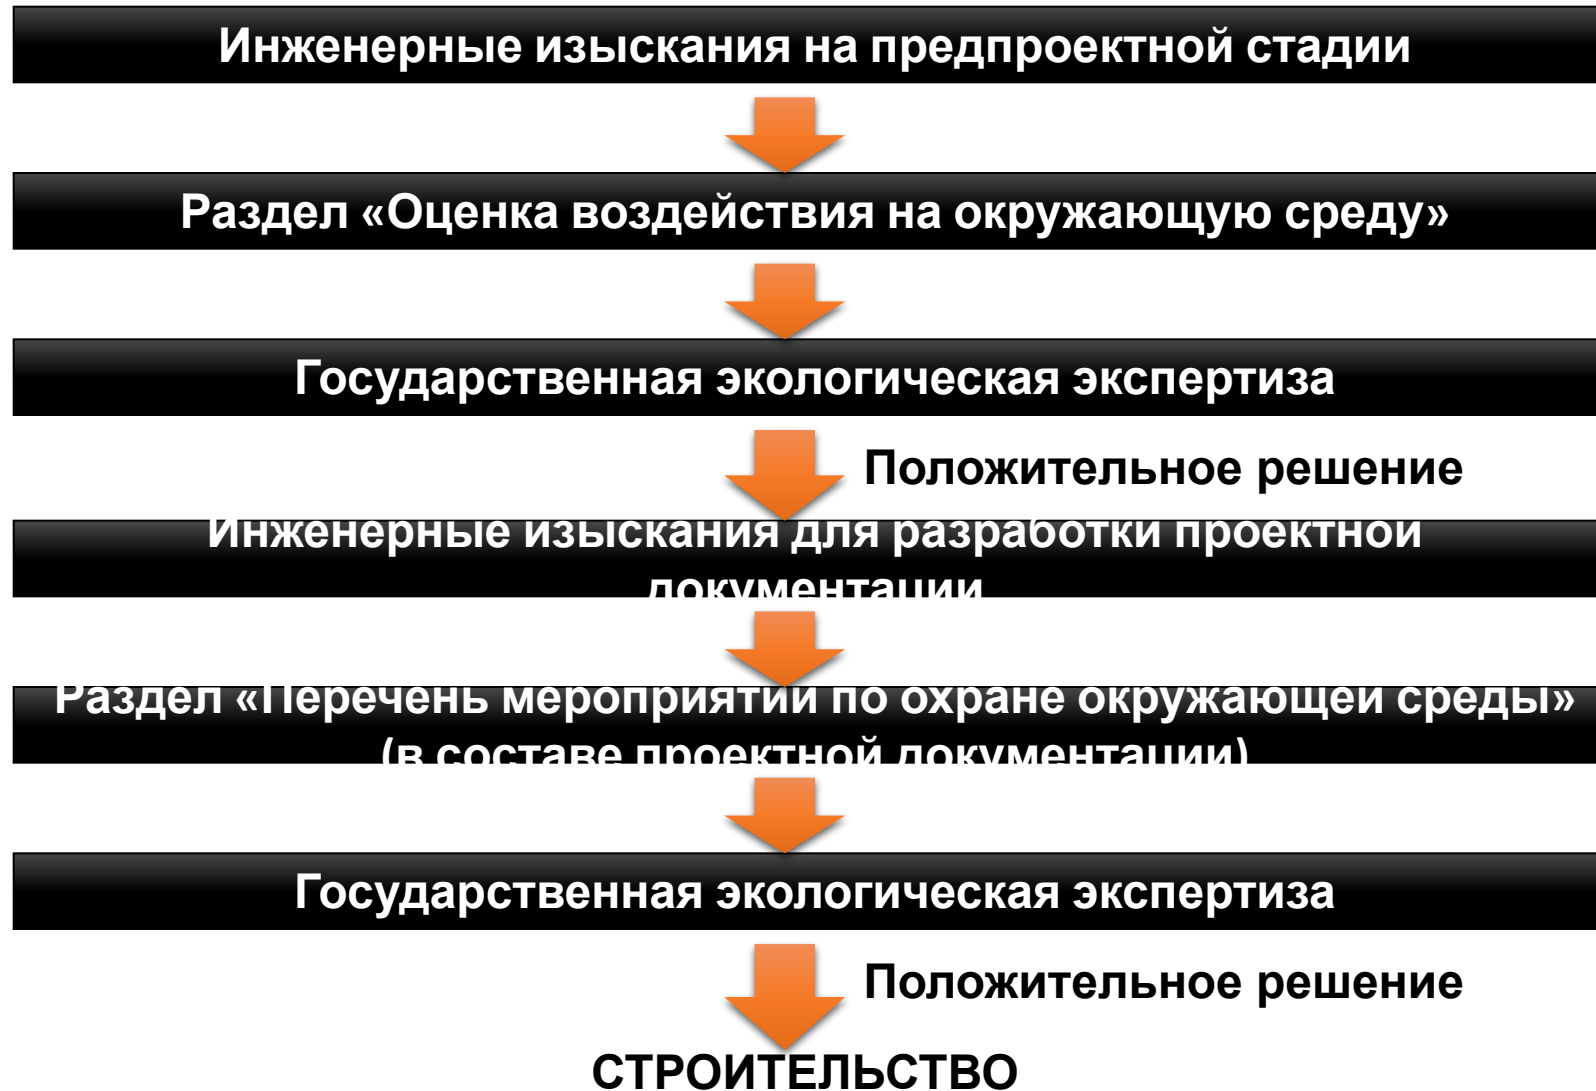 Инженерные изыскания на предпроектной стадии
Раздел «Оценка воздействия на окружающую среду»
Государственная экологическая экспертиза
Положительное решение
Инженерные изыскания для разработки проектной
документации
Раздел «Перечень мероприятий по охране окружающей среды»
(в составе проектной документации)
Государственная экологическая экспертиза
Положительное решение
СТРОИТЕЛЬСТВО